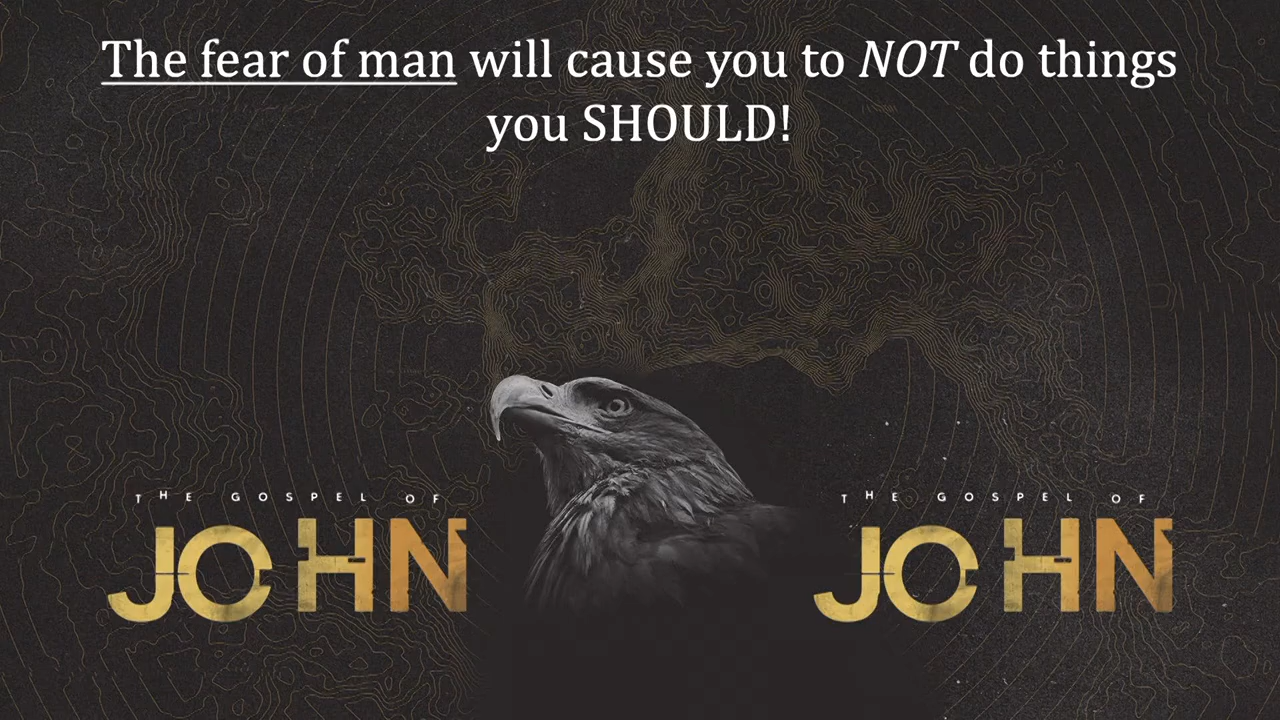 The fear of man will cause you to NOT do things
you SHOULD!
THE GOSPEL OF
JOHN
THE GOSPEL OF
JOHN